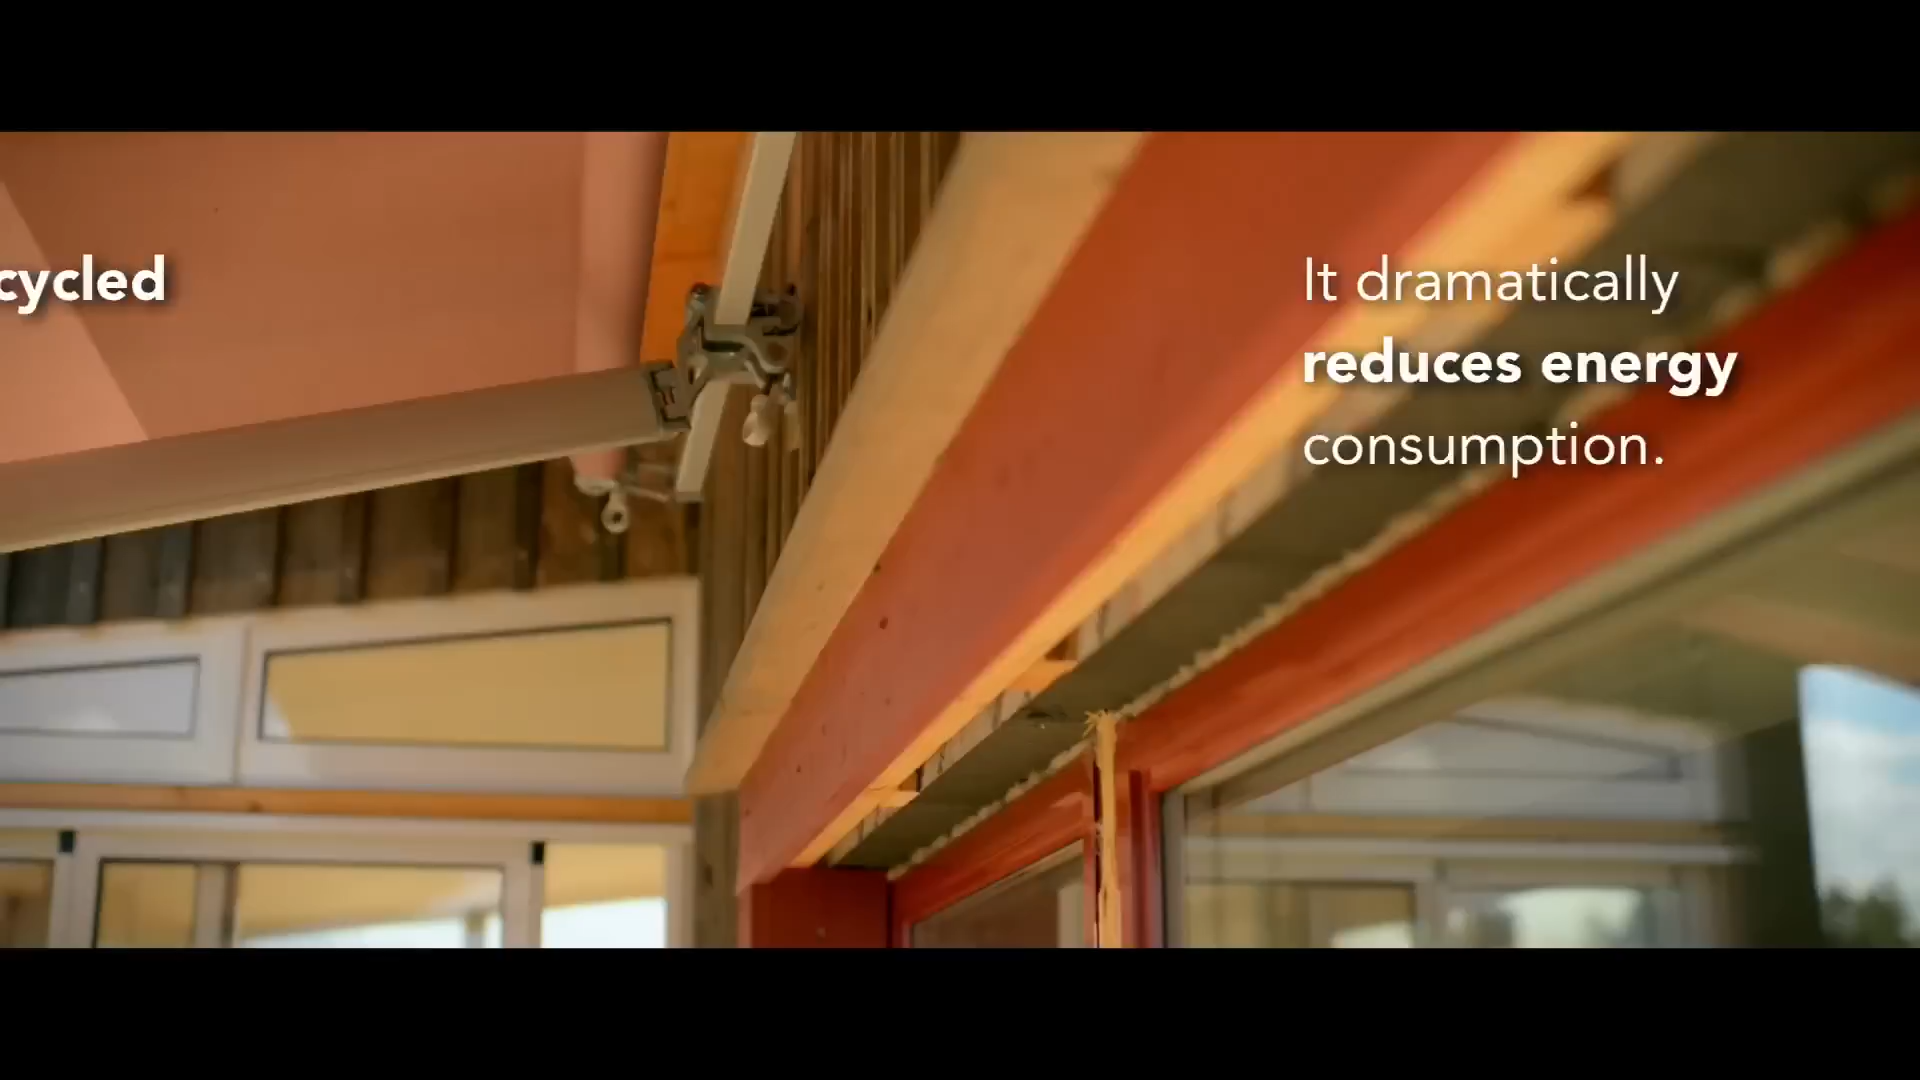 cycled
It dramatically
reduces energy
consumption.